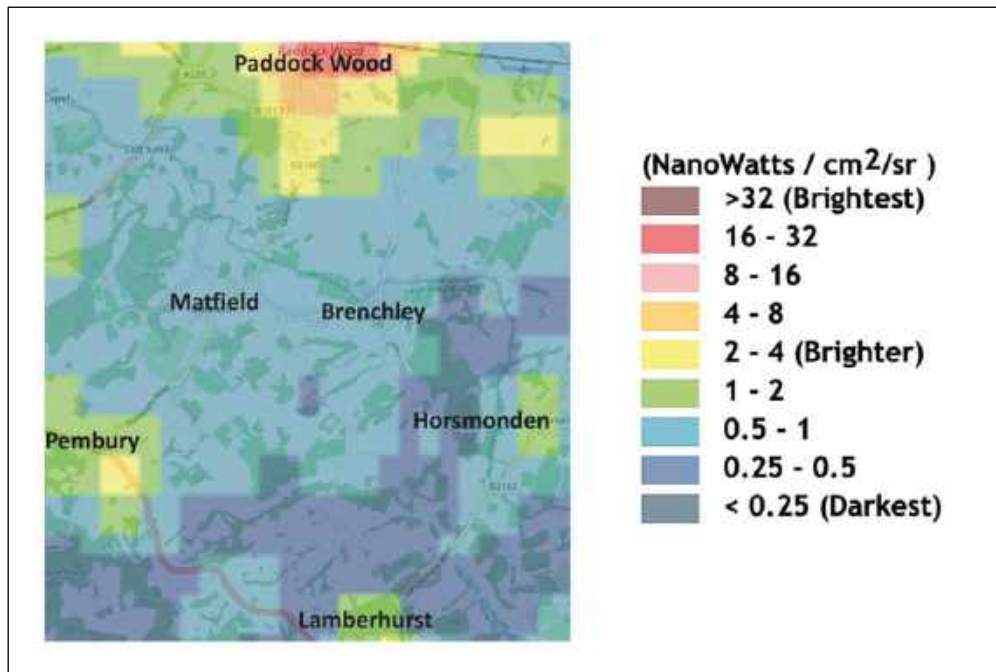 Paddock Wood
Matfield
Brenchley
Horsmonden
Pembury
Lamberhurst
(NanoWatts / cm2/sr )
>32 (Brightest)
16 - 32
8 - 16
4 - 8
2 - 4 (Brighter)
1 - 2
0.5 - 1
0.25 - 0.5
< 0.25 (Darkest)